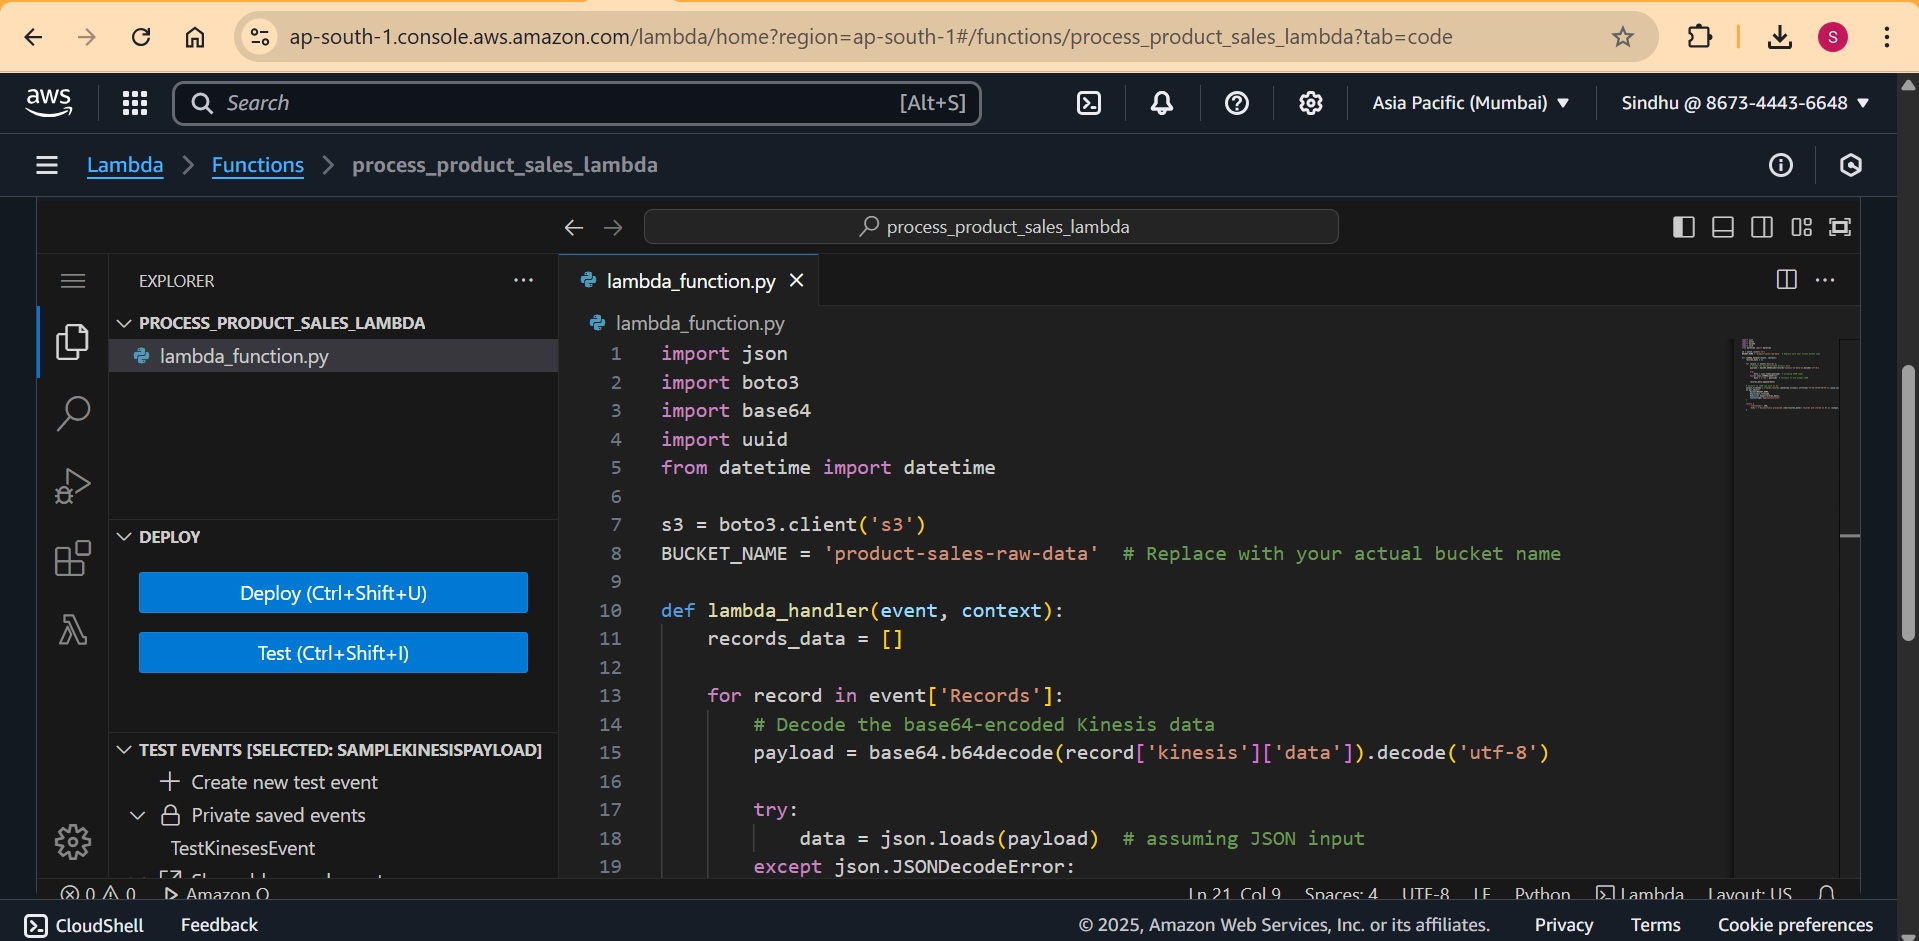 ap-south-1.console.aws.amazon.com/lambda/home?region=ap-south-1#/functions/process_product_sales_lambda?tab=code
S
aws
Search
[Alt+S]
Asia Pacific (Mumbai)
Sindhu @ 8673-4443-6648
Lambda
Functions
process_product_sales_lambda
process_product_sales_lambda
EXPLORER
PROCESS_PRODUCT_SALES_LAMBDA
lambda_function.py
DEPLOY
Deploy (Ctrl+Shift+U)
Test (Ctrl+Shift+I)
TEST EVENTS [SELECTED: SAMPLEKINESISPAYLOAD]
Create new test event
Private saved events
TestKinesesEvent
lambda_function.py
lambda_function.py
1 import json
2 import boto3
3 import base64
4 import uuid
5 from datetime import datetime
6
7 s3 = boto3.client('s3')
8 BUCKET_NAME = 'product-sales-raw-data'  # Replace with your actual bucket name
9
10 def lambda_handler(event, context):
11     records_data = []
12
13     for record in event['Records']:
14         # Decode the base64-encoded Kinesis data
15         payload = base64.b64decode(record['kinesis']['data']).decode('utf-8')
16
17         try:
18             data = json.loads(payload)  # assuming JSON input
19         except json.JSONDecodeError:
0 0
Amazon Q
Ln 21, Col 9
Spaces: 4
UTF-8
LF
Python
Lambda
Layout: US
CloudShell
Feedback
© 2025, Amazon Web Services, Inc. or its affiliates.
Privacy
Terms
Cookie preferences